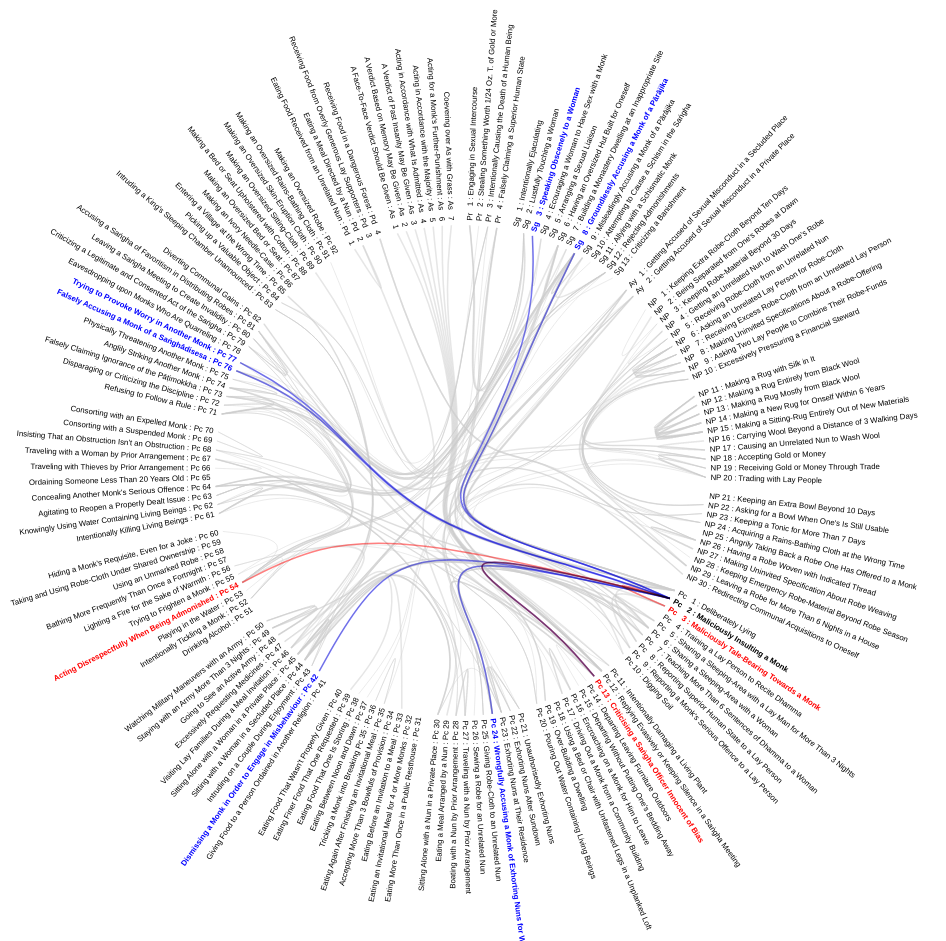 Pr 1 : Engaging in Sexual Intercourse
Pr 2 : Stealing Something Worth 1/24 Oz. T. of Gold or More
Pr 3 : Intentionally Causing the Death of a Human Being
Pr 4 : Falsely Claiming a Superior Human State
Sg 1 : Intentionally Ejaculating
Sg 2 : Lustfully Touching a Woman
Sg 3 : Speaking Obscenely to a Woman
Sg 4 : Encouraging a Woman to Have Sex with a Monk
Sg 5 : Arranging a Sexual Liaison
Sg 6 : Having an Oversized Hut Built for Oneself
Sg 7 : Building a Monastery Dwelling at an Inappropriate Site
Sg 8 : Groundlessly Accusing a Monk of a Pārājika
Sg 9 : Misleadingly Accusing a Monk of a Pārājika
Sg 10 : Attempting to Cause a Schism in the Saṅgha
Sg 11 : Allying with a Schismatic Monk
Sg 12 : Rejecting Admonishments
Sg 13 : Criticizing a Banishment
Ay 1 : Getting Accused of Sexual Misconduct in a Secluded Place
Ay 2 : Getting Accused of Sexual Misconduct in a Private Place
NP 1 : Keeping Extra Robe-Cloth Beyond Ten Days
NP 2 : Being Separated from One's Robes at Dawn
NP 3 : Keeping Robe-Material Beyond 30 Days
NP 4 : Getting an Unrelated Nun to Wash One's Robe
NP 5 : Receiving Robe-Cloth from an Unrelated Nun
NP 6 : Asking an Unrelated Lay Person for Robe-Cloth
NP 7 : Receiving Excess Robe-Cloth from an Unrelated Lay Person
NP 8 : Making Uninvited Specifications About a Robe-Offering
NP 9 : Asking Two Lay People to Combine Their Robe-Funds
NP 10 : Excessively Pressuring a Financial Steward
NP 11 : Making a Rug with Silk in It
NP 12 : Making a Rug Entirely from Black Wool
NP 13 : Making a Rug Mostly from Black Wool
NP 14 : Making a New Rug for Onself Within 6 Years
NP 15 : Making a Sitting-Rug Entirely Out of New Materials
NP 16 : Carrying Wool Beyond a Distance of 3 Walking Days
NP 17 : Causing an Unrelated Nun to Wash Wool
NP 18 : Accepting Gold or Money
NP 19 : Receiving Gold or Money Through Trade
NP 20 : Trading with Lay People
NP 21 : Keeping an Extra Bowl Beyond 10 Days
NP 22 : Asking for a Bowl When One's Is Still Usable
NP 23 : Keeping a Tonic for More Than 7 Days
NP 24 : Acquiring a Rains-Bathing Cloth at the Wrong Time
NP 25 : Angrily Taking Back a Robe One Has Offered to a Monk
NP 26 : Having a Robe Woven with Indicated Thread
NP 27 : Making Uninvited Specification About Robe Weaving
NP 28 : Keeping Emergency Robe-Material Beyond Robe Season
NP 29 : Leaving a Robe for More Than 6 Nights in a House
NP 30 : Redirecting Communal Acquisitions to Oneself
Pc 1 : Deliberately Lying
Pc 2 : Maliciously Insulting a Monk
Pc 3 : Maliciously Tale-Bearing Towards a Monk
Pc 4 : Training a Lay Person to Recite Dhamma
Pc 5 : Sharing a Sleeping-Area with a Lay Man for More Than Three Nights
Pc 6 : Sharing a Sleeping-Area with a Woman
Pc 7 : Teaching More Than 6 Sentences of Dhamma to a Woman
Pc 8 : Reporting Superior Human State to a Lay Person
Pc 9 : Reporting a Monk's Serious Offence to a Lay Person
Pc 10 : Digging Soil
Pc 11 : Intentionally Damaging a Living Plant
Pc 12 : Replying Evasively or Keeping Silence in a Saṅgha Meeting
Pc 13 : Criticising a Saṅgha Officer Innocent of Bias
Pc 14 : Departing Leaving Furniture Outdoors
Pc 15 : Departing Without Putting One's Bedding Away
Pc 16 : Encroaching on a Monk for Him to Leave
Pc 17 : Driving Out a Monk from a Community Building
Pc 18 : Using a Bed or Chair with Unfastened Legs in a Unplanked Loft
Pc 19 : Over-Building a Dwelling
Pc 20 : Pouring Out Water Containing Living Beings
Pc 21 : Unauthorisedly Exhorting Nuns
Pc 22 : Exhorting Nuns After Sundown
Pc 23 : Exhorting Nuns at Their Residence
Pc 24 : Wrongfully Accusing a Monk of Exhorting Nuns for
Pc 25 : Giving Robe-Cloth to an Unrelated Nun
Pc 26 : Sewing a Robe for an Unrelated Nun
Pc 27 : Traveling with a Nun by Prior Arrangement
Boating with a Nun by Prior Arrangement : Pc 28
Eating a Meal Arranged by a Nun : Pc 29
Sitting Alone with a Nun in a Private Place : Pc 30
Eating More Than Once in a Public Resthouse : Pc 31
Eating an Invitational Meal for 4 or More Monks : Pc 32
Eating Before an Invitation to a Meal : Pc 33
Accepting More Than 3 Bowlfuls of Provision : Pc 34
Eating Again After Finishing an Invitational Meal : Pc 35
Tricking a Monk into Breaking Pc 35 : Pc 36
Eating Between Noon and Dawn : Pc 37
Eating Food That One Is Storing : Pc 38
Eating Finer Food That One Requested : Pc 39
Eating Food That Wasn't Properly Given : Pc 40
Giving Food to a Person Ordained in Another Religion : Pc 41
Dismissing a Monk in Order to Engage in Misbehaviour : Pc 42
Intruding on a Couple During Enjoyment : Pc 43
Sitting with a Woman in a Secluded Place : Pc 44
Sitting Alone with a Woman in a Private Place : Pc 45
Visiting Lay Families During a Meal Invitation : Pc 46
Excessively Requesting Medicines : Pc 47
Going to See an Active Army : Pc 48
Staying with an Army More Than 3 Nights : Pc 49
Watching Military Maneuvers with an Army : Pc 50
Drinking Alcohol : Pc 51
Intentionally Tickling a Monk : Pc 52
Playing in the Water : Pc 53
Acting Disrespectfully When Being Admonished : Pc 54
Trying to Frighten a Monk : Pc 55
Lighting a Fire for the Sake of Warmth : Pc 56
Bathing More Frequently Than Once a Fortnight : Pc 57
Using an Unmarked Robe : Pc 58
Taking and Using Robe-Cloth Under Shared Ownership : Pc 59
Hiding a Monk's Requisite, Even for a Joke : Pc 60
Intentionally Killing Living Beings : Pc 61
Knowingly Using Water Containing Living Beings : Pc 62
Agitating to Reopen a Properly Dealt Issue : Pc 63
Concealing Another Monk's Serious Offence : Pc 64
Ordaining Someone Less Than 20 Years Old : Pc 65
Traveling with Thieves by Prior Arrangement : Pc 66
Traveling with a Woman by Prior Arrangement : Pc 67
Insisting That an Obstruction Isn't an Obstruction : Pc 68
Consorting with a Suspended Monk : Pc 69
Consorting with an Expelled Monk : Pc 70
Refusing to Follow a Rule : Pc 71
Disparaging or Criticizing the Discipline : Pc 72
Falsely Claiming Ignorance of the Pāṭimokkha : Pc 73
Angrily Striking Another Monk : Pc 74
Physically Threatening Another Monk : Pc 75
Falsely Accusing a Monk of a Saṅghādisesa : Pc 76
Trying to Provoke Worry in Another Monk : Pc 77
Eavesdropping upon Monks Who Are Quarreling : Pc 78
Criticizing a Legitimate and Consented Act of the Saṅgha : Pc 79
Leaving a Saṅgha Meeting to Create Invalidity : Pc 80
Accusing a Saṅgha of Favoritism in Distributing Robes : Pc 81
Diverting Communal Gains : Pc 82
Intruding a King's Sleeping Chamber Unannounced : Pc 83
Picking up a Valuable Object : Pc 84
Entering a Village at the Wrong Time : Pc 85
Making an Ivory Needle-Case : Pc 86
Making an Oversized Bed or Seat : Pc 87
Making a Bed or Seat Upholstered with Cotton : Pc 88
Making an Oversized Sitting-Cloth : Pc 89
Making an Oversized Skin-Eruption Cloth : Pc 90
Making an Oversized Rains-Bathing Cloth : Pc 91
Making an Oversized Robe : Pc 92
Eating Food Received from an Unrelated Nun : Pd 1
Eating a Meal Directed by a Nun : Pd 2
Receiving Food from Overly Generous Lay Supporters : Pd 3
Receiving Food in a Dangerous Forest : Pd 4
A Face-To-Face Verdict Should Be Given : As 1
A Verdict Based on Memory May Be Given : As 2
A Verdict of Past Insanity May Be Given : As 3
Acting in Accordance with What Is Admitted : As 4
Acting in Accordance with the Majority : As 5
Acting for a Monk's Further-Punishment : As 6
Coevering over As with Grass : As 7